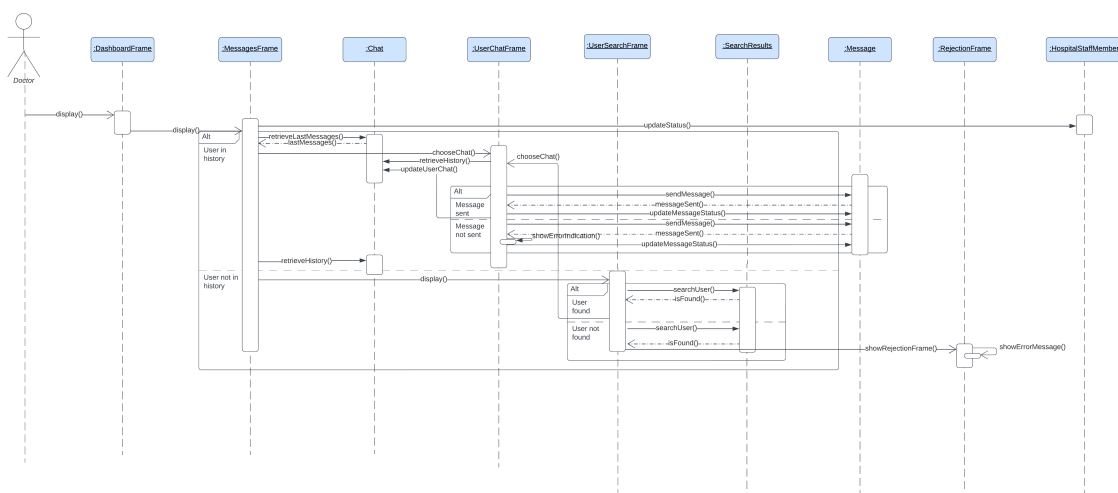 :DashboardFrame
:MessagesFrame
:Chat
:UserChatFrame
:UserSearchFrame
:SearchResults
:Message
:RejectionFrame
:HospitalStaffMember
Doctor
display()
display()
updateStatus()
Alt
User in
history
retrieveLastMessages()
lastMessages()
chooseChat()
chooseChat()
retrieveHistory()
updateUserChat()
Alt
Message
sent
sendMessage()
messageSent()
updateMessageStatus()
Message
not sent
sendMessage()
messageSent()
showErrorIndication()
updateMessageStatus()
retrieveHistory()
User not in
history
display()
Alt
User
found
searchUser()
isFound()
User not
found
searchUser()
isFound()
showRejectionFrame()
showErrorMessage()